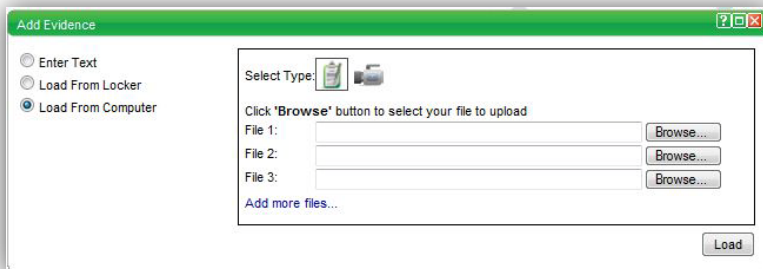 Add Evidence
Enter Text
Load From Locker
Load From Computer
Select Type:
Click 'Browse' button to select your file to upload
File 1: Browse...
File 2: Browse...
File 3: Browse...
Add more files...
Load